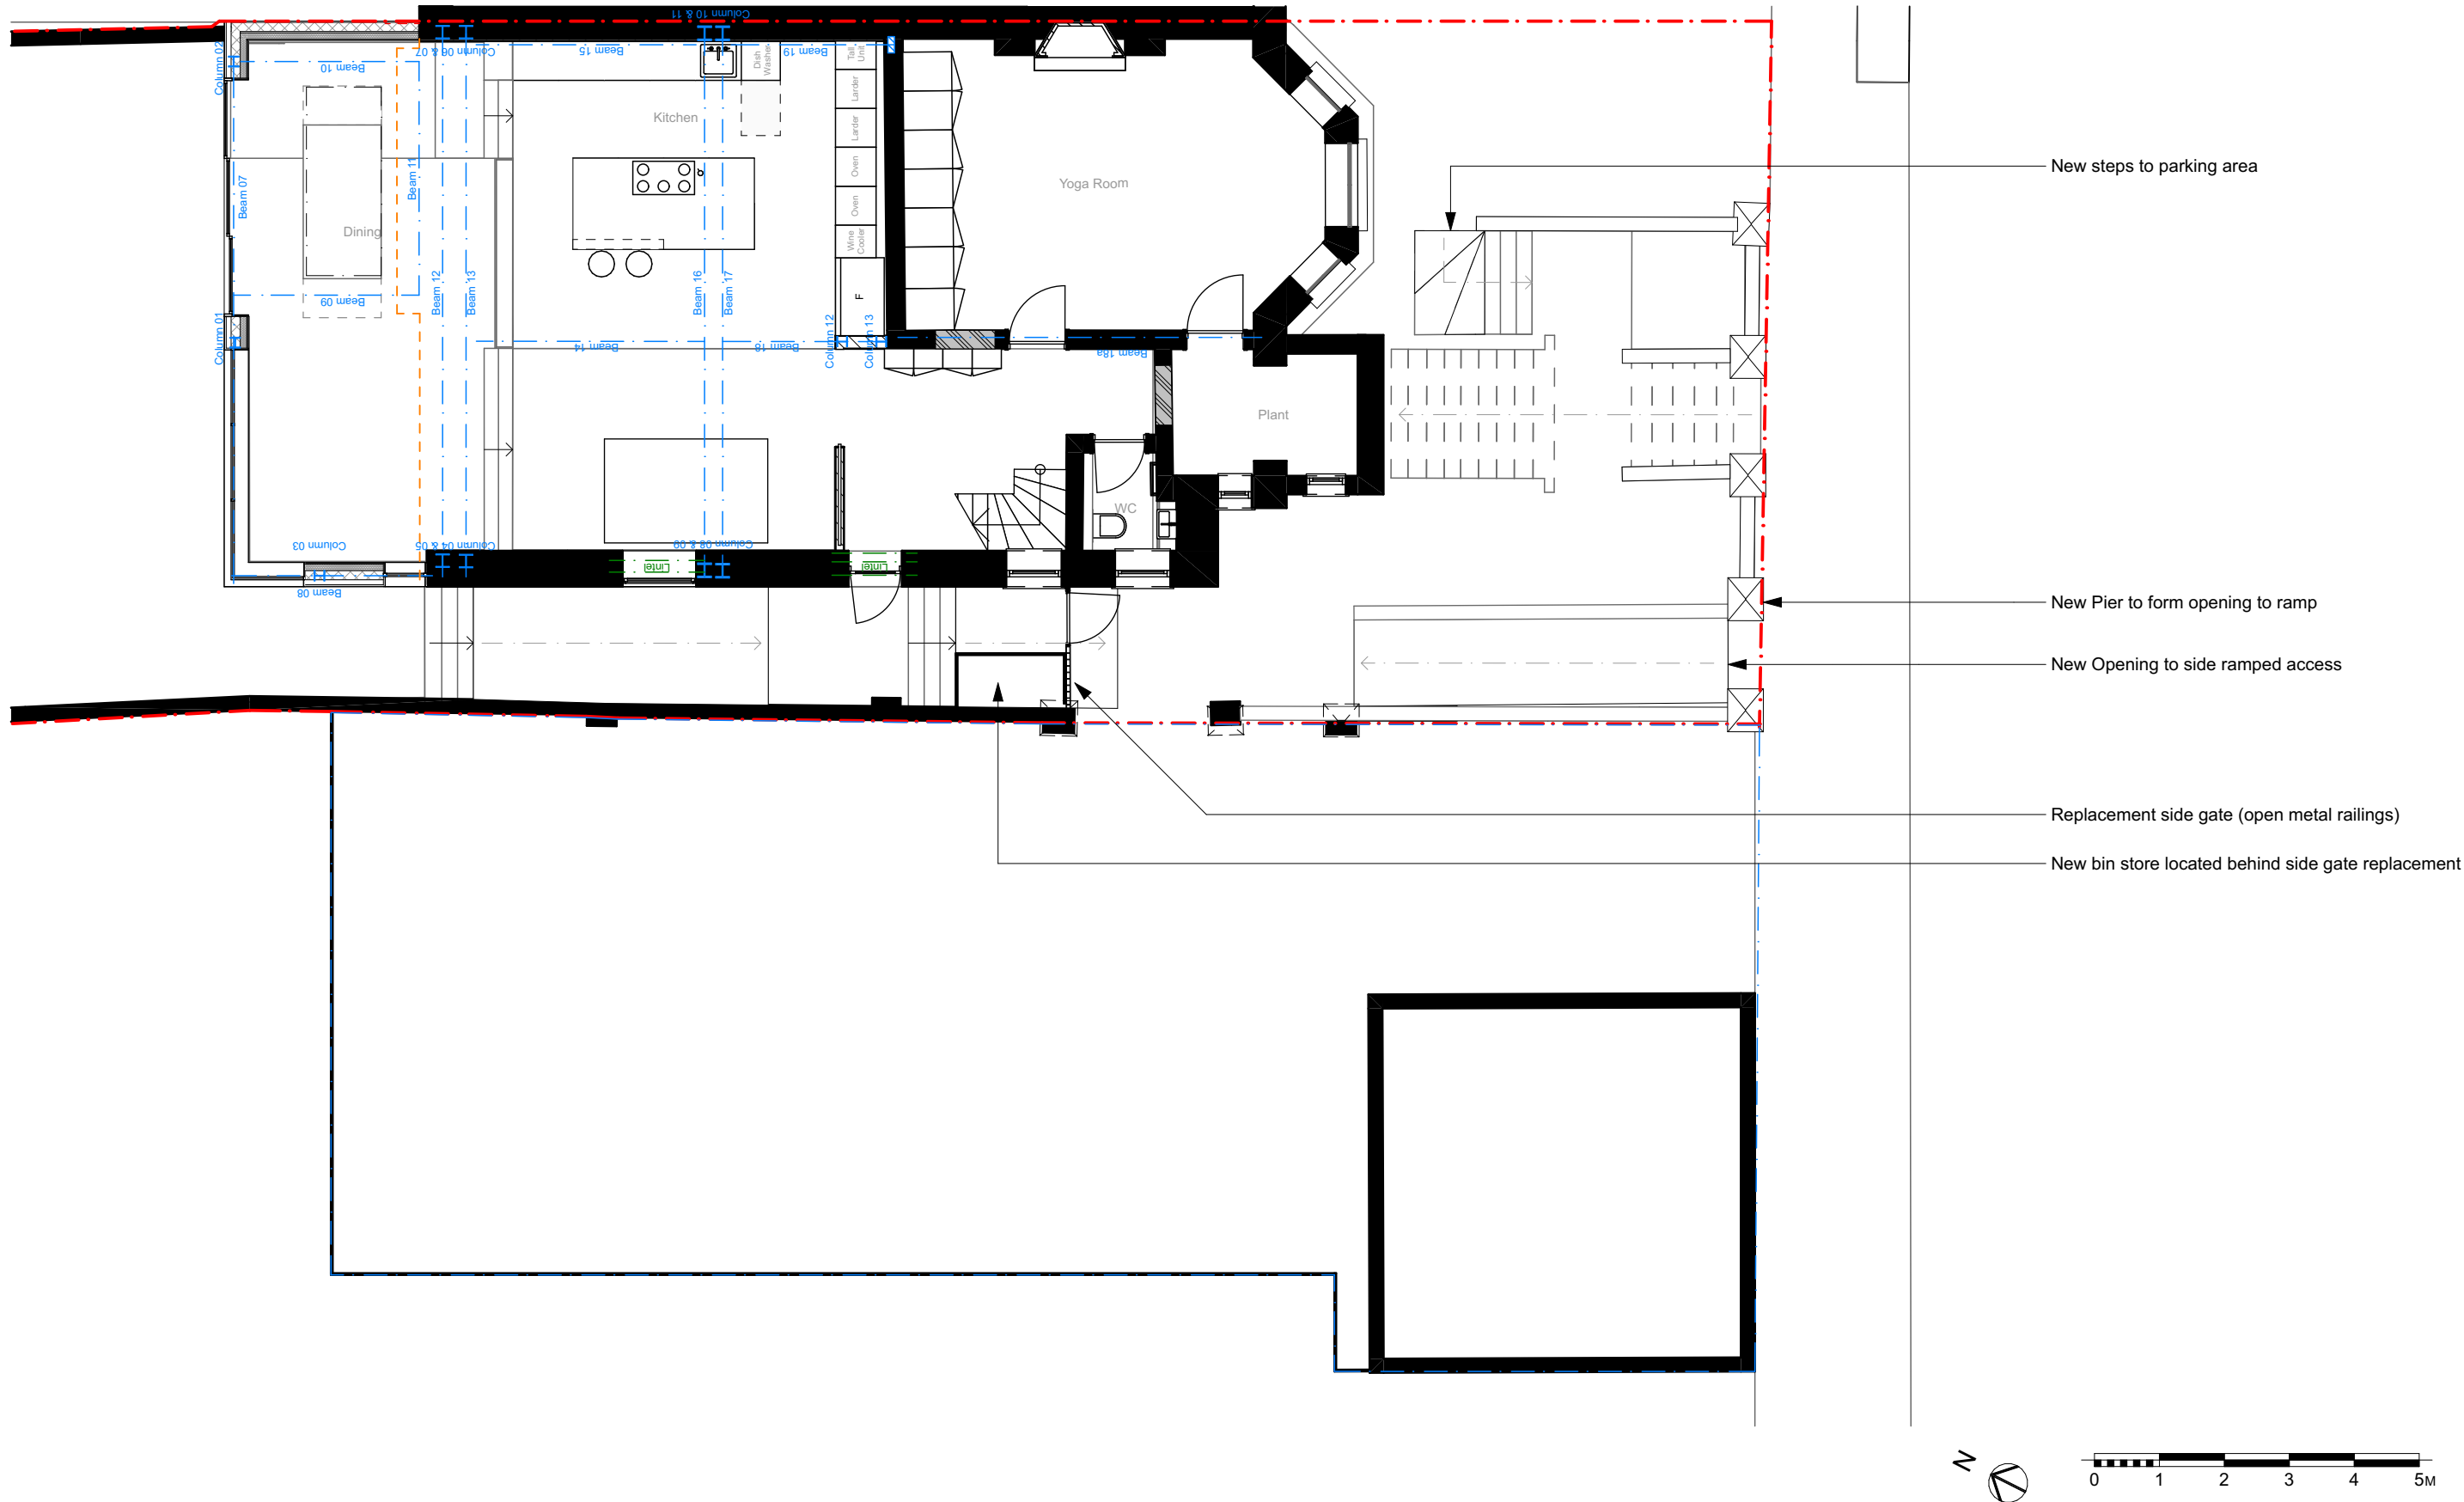 Column 10 & 11
Column 02
Beam 10
Column 06 & 07
Beam 15
Beam 19
Dish
Washer
Tall
Unit
Larder
Larder
Oven
Oven
Wine
Cooler
F
Kitchen
Yoga Room
Beam 07
Beam 11
Dining
Beam 09
Beam 12
Beam 13
Beam 16
Beam 17
Column 01
Beam 14
Beam 18
Column 12
Column 13
Beam 18a
Plant
WC
Column 03
Column 04 & 05
Column 08 & 09
Lintel
Lintel
Beam 08
New steps to parking area
New Pier to form opening to ramp
New Opening to side ramped access
Replacement side gate (open metal railings)
New bin store located behind side gate replacement
N
0 1 2 3 4 5M